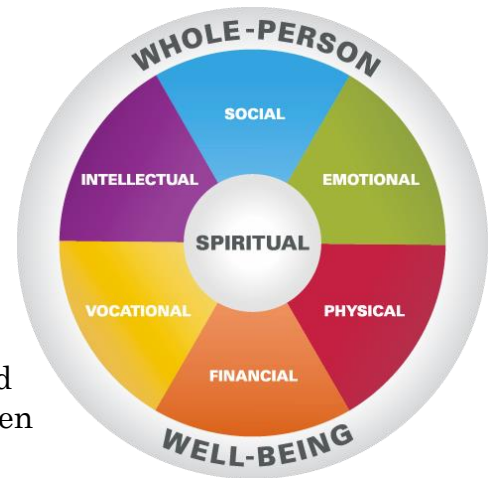 WHOLE-PERSON
SOCIAL
INTELLECTUAL
EMOTIONAL
SPIRITUAL
VOCATIONAL
PHYSICAL
FINANCIAL
WELL-BEING